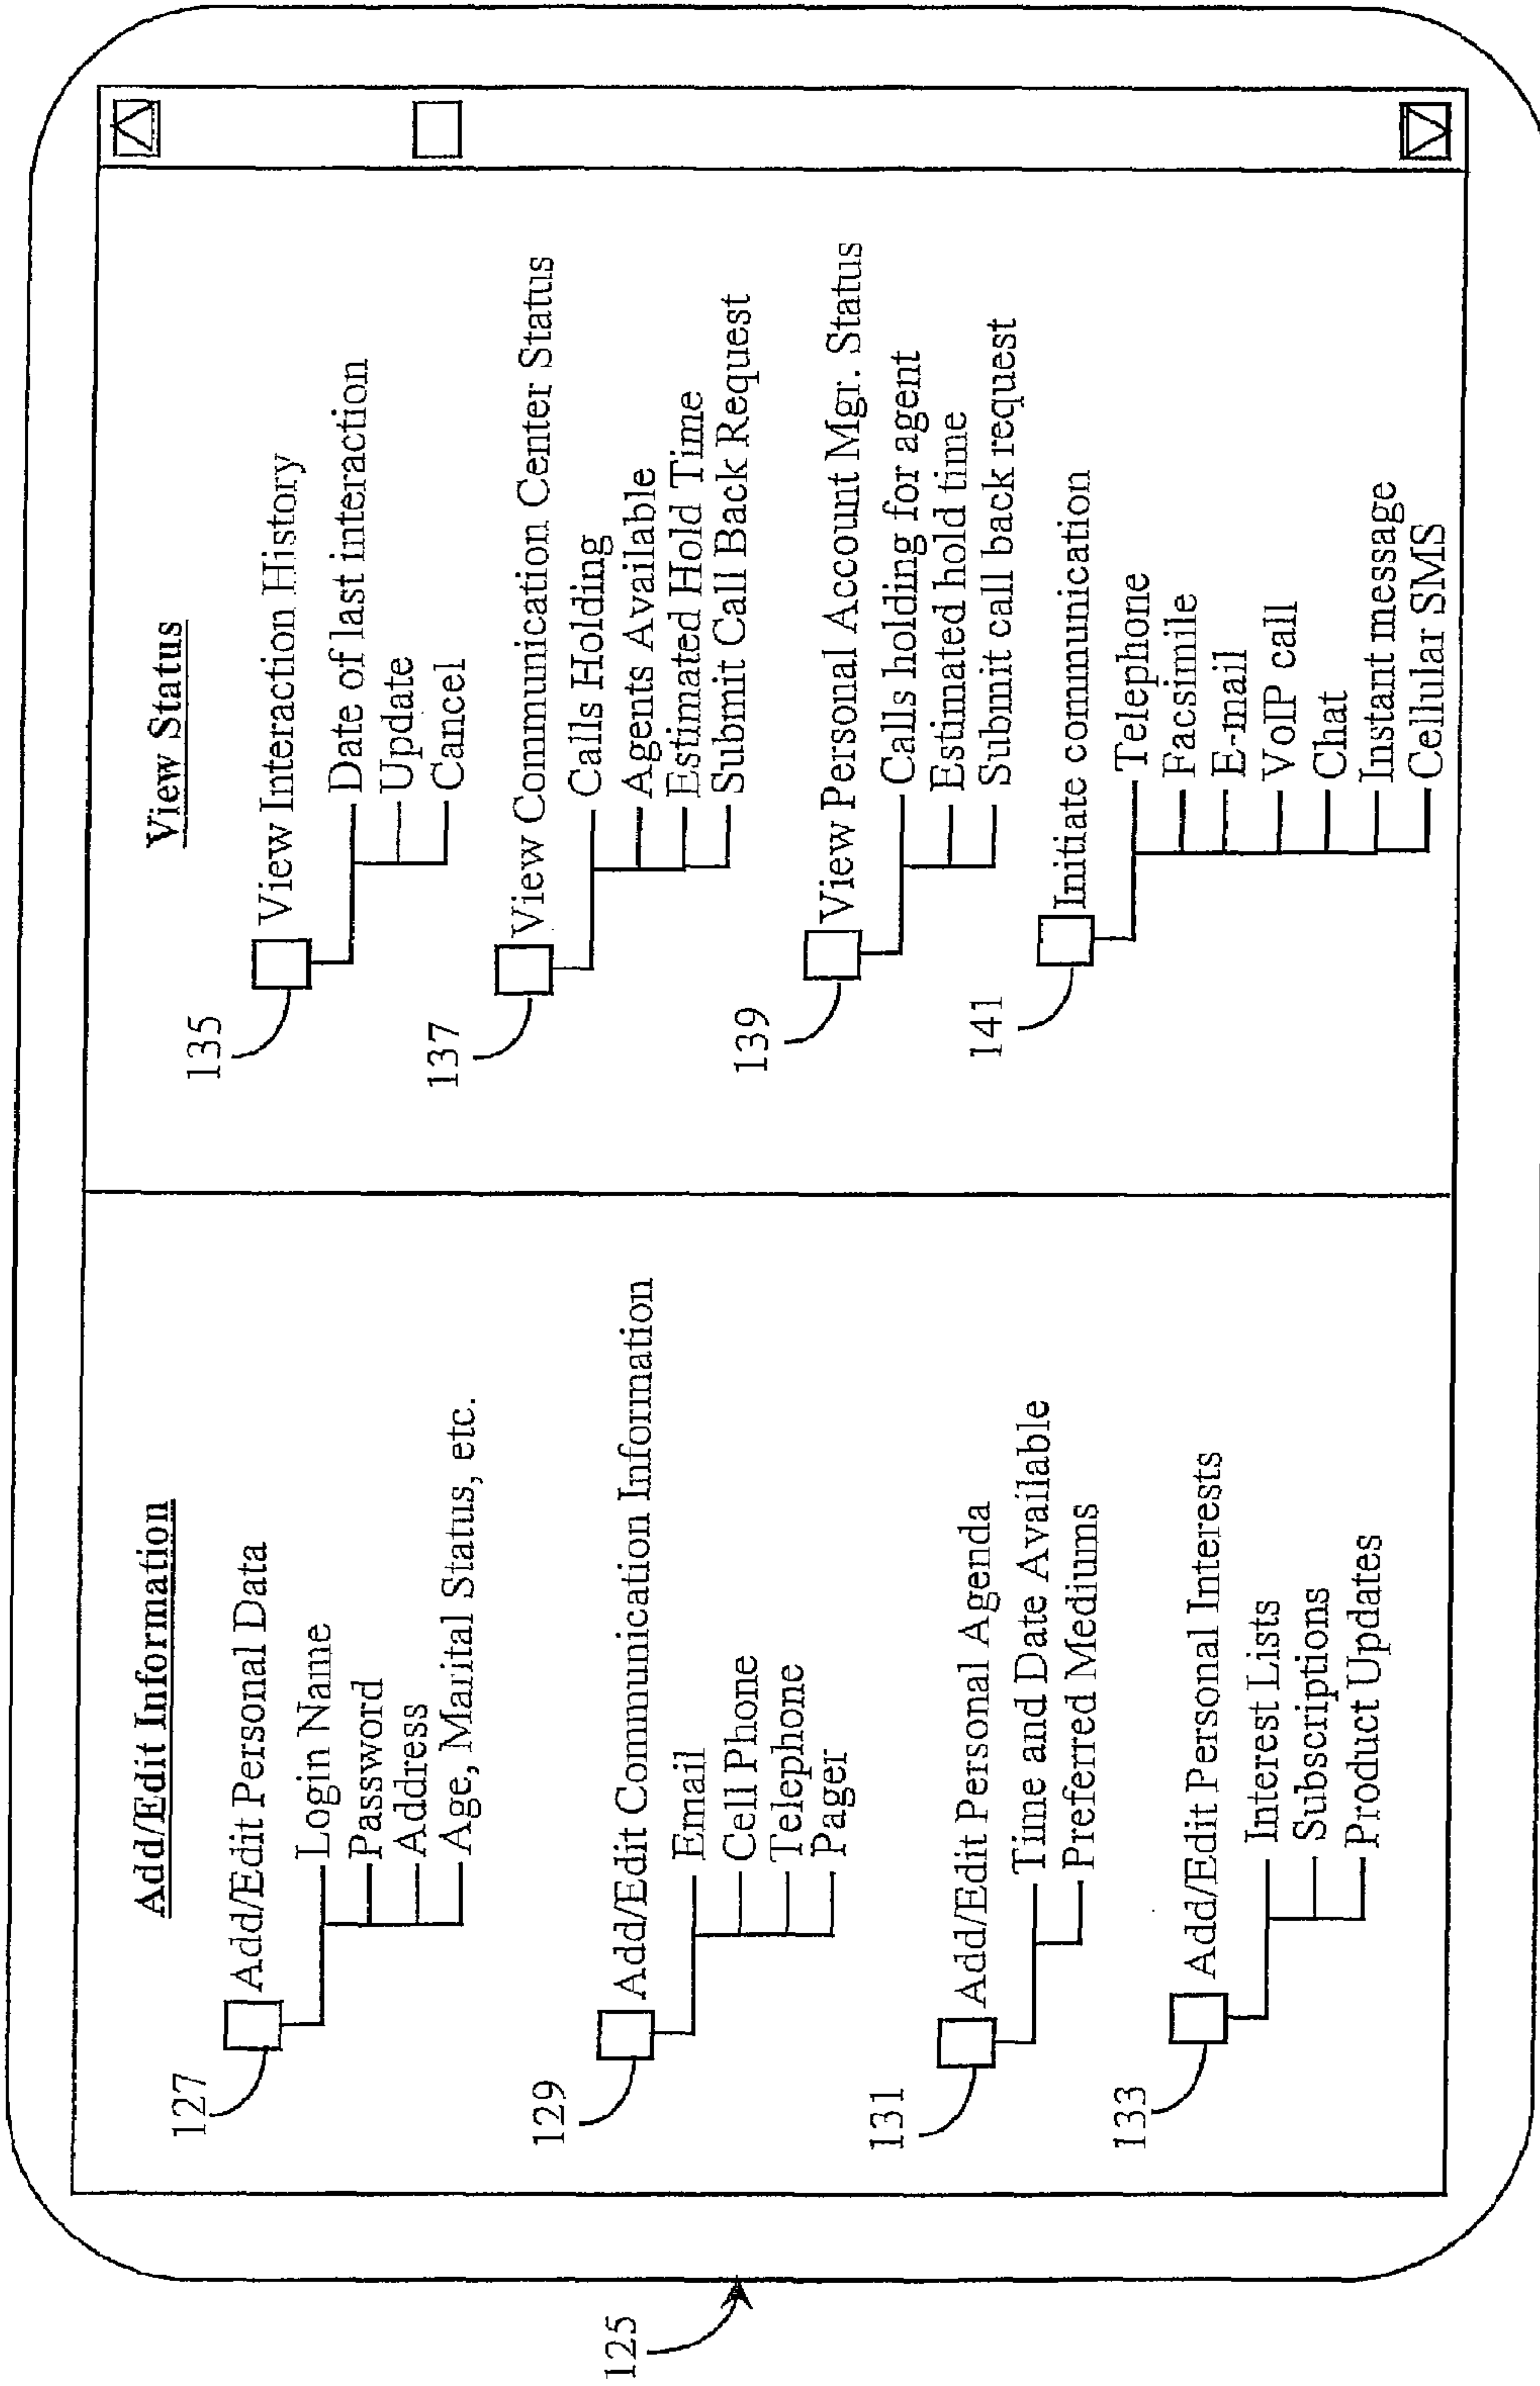 Add/Edit Information
127
Add/Edit Personal Data
Login Name
Password
Address
Age, Marital Status, etc.
129
Add/Edit Communication Information
Email
Cell Phone
Telephone
Pager
131
Add/Edit Personal Agenda
Time and Date Available
Preferred Mediums
133
Add/Edit Personal Interests
Interest Lists
Subscriptions
Product Updates
View Status
135
View Interaction History
Date of last interaction
Update
Cancel
137
View Communication Center Status
Calls Holding
Agents Available
Estimated Hold Time
Submit Call Back Request
139
View Personal Account Mgr. Status
Calls holding for agent
Estimated hold time
Submit call back request
141
Initiate communication
Telephone
Facsimile
E-mail
VoIP call
Chat
Instant message
Cellular SMS
125